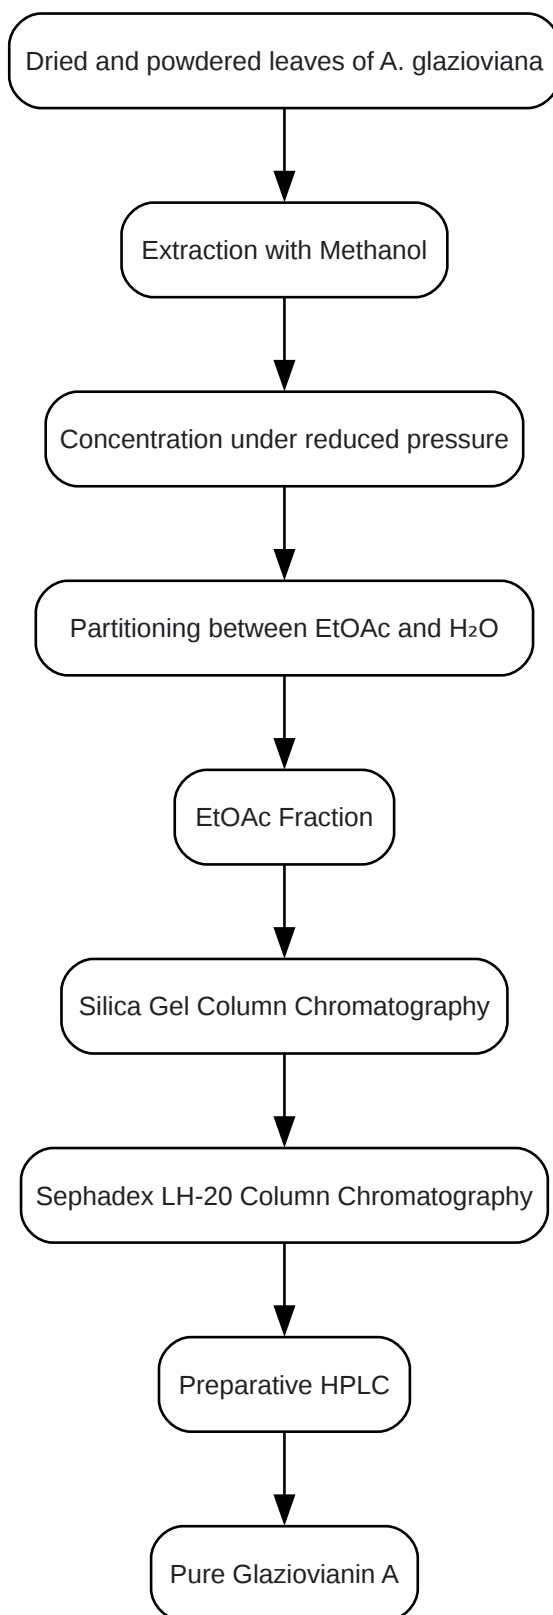 Dried and powdered leaves of A. glazioviana
Extraction with Methanol
Concentration under reduced pressure
Partitioning between EtOAc and H₂O
EtOAc Fraction
Silica Gel Column Chromatography
Sephadex LH-20 Column Chromatography
Preparative HPLC
Pure Glaziovianin A